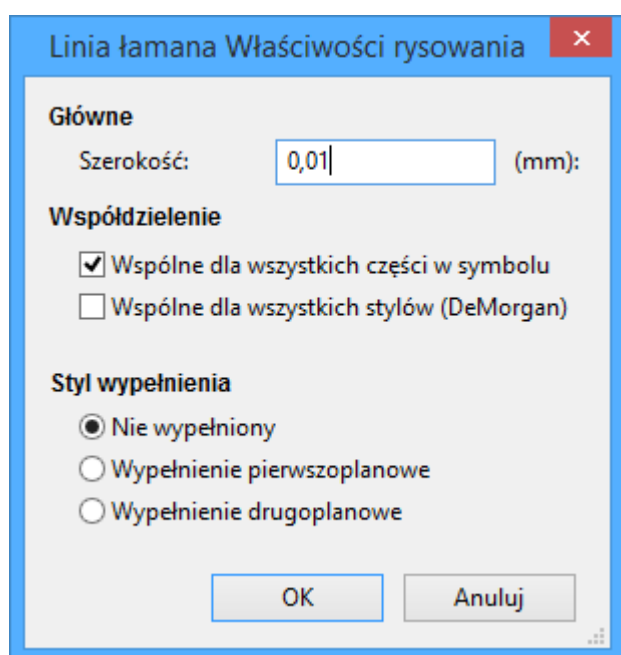 Linia łamana Właściwości rysowania
Główne
Szerokość: 0,01 (mm):
Współdzielenie
Wspólne dla wszystkich części w symbolu
Wspólne dla wszystkich stylów (DeMorgan)
Styl wypełnienia
Nie wypełniony
Wypełnienie pierwszoplanowe
Wypełnienie drugoplanowe
OK Anuluj